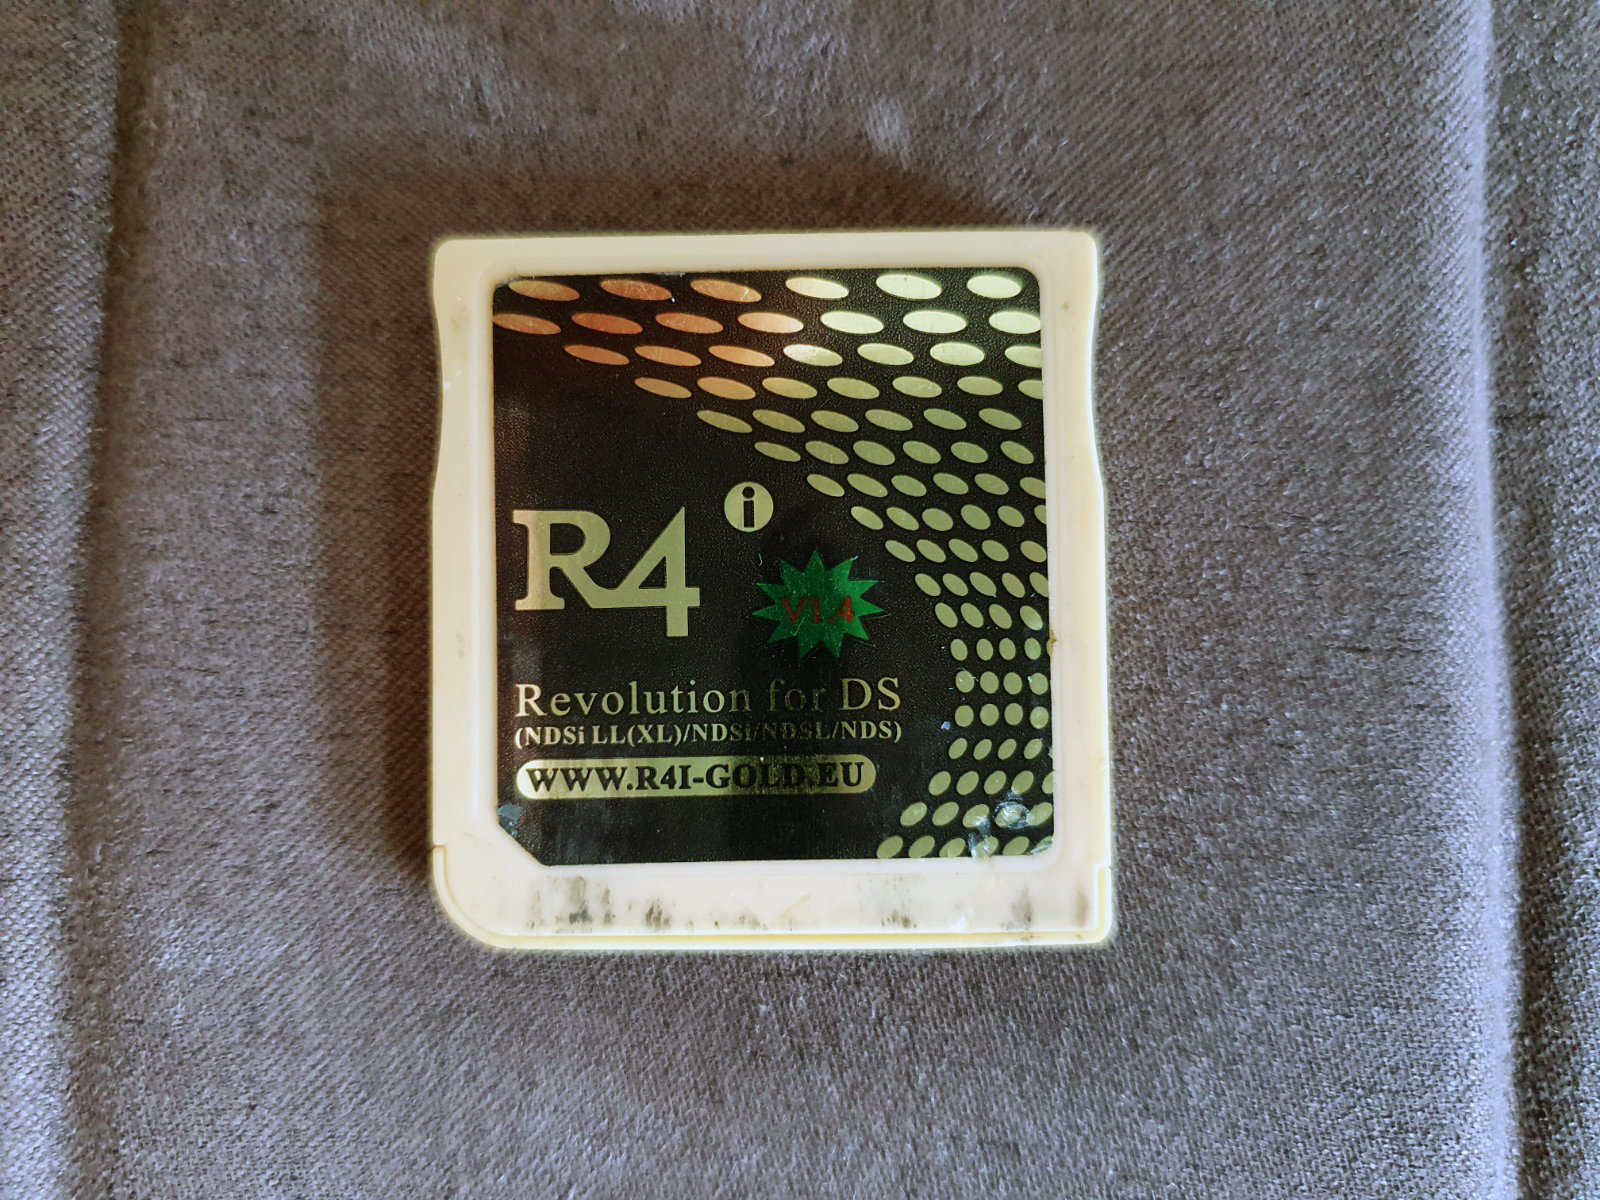 R4 i
V1.4
Revolution for DS
(NDSi LL(XL)/NDSi/NDSL/NDS)
WWW.R4I-GOLD.EU